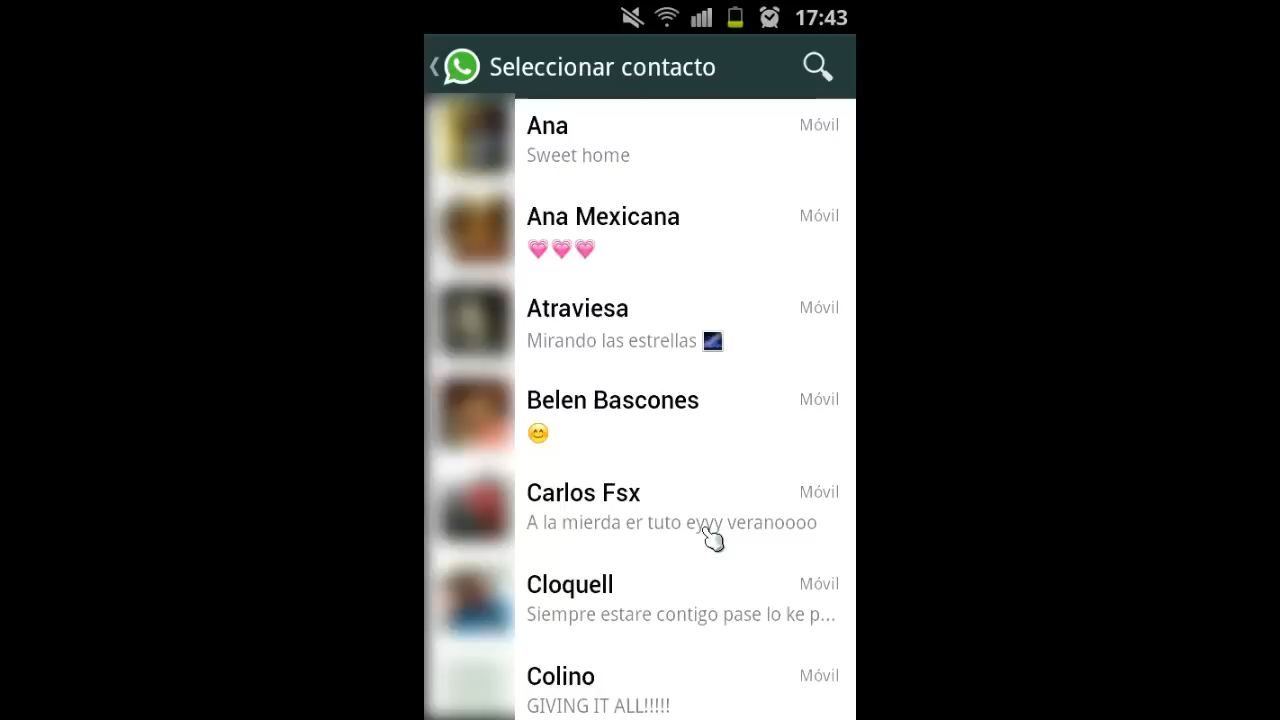 17:43
Seleccionar contacto
Ana Móvil
Sweet home
Ana Mexicana Móvil
💗💗💗
Atraviesa Móvil
Mirando las estrellas 🌌
Belen Bascones Móvil
😊
Carlos Fsx Móvil
A la mierda er tuto eyyy veranoooo
Cloquell Móvil
Siempre estare contigo pase lo ke p...
Colino Móvil
GIVING IT ALL!!!!!